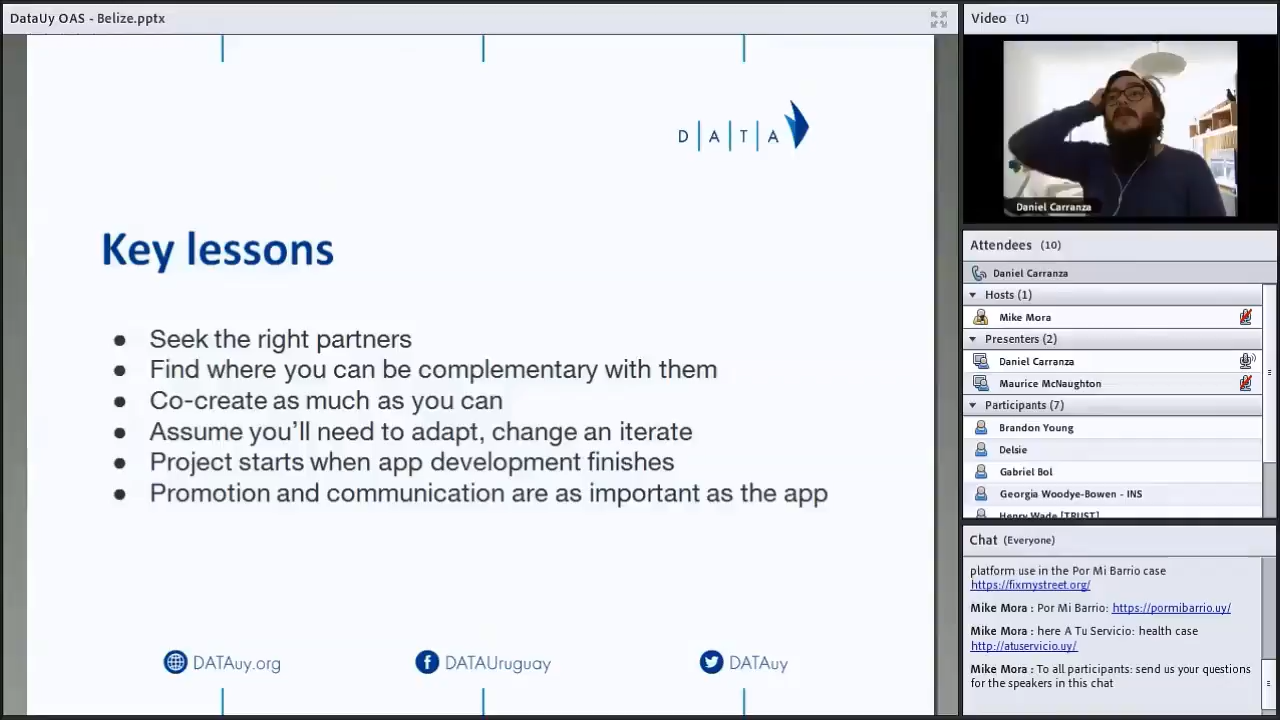 DataUy OAS - Belize.pptx
D|A|T|A
Key lessons
● Seek the right partners
● Find where you can be complementary with them
● Co-create as much as you can
● Assume you'll need to adapt, change an iterate
● Project starts when app development finishes
● Promotion and communication are as important as the app
DATAuy.org
DATAUruguay
DATAuy
Video (1)
Daniel Carranza
Attendees (10)
Daniel Carranza
Hosts (1)
Mike Mora
Presenters (2)
Daniel Carranza
Maurice McNaughton
Participants (7)
Brandon Young
Delsie
Gabriel Bol
Georgia Woodye-Bowen - INS
Henry Wade [TRUST]
Chat (Everyone)
platform use in the Por Mi Barrio case
https://fixmystreet.org/
Mike Mora : Por Mi Barrio: https://pormibarrio.uy/
Mike Mora : here A Tu Servicio: health case
http://atuservicio.uy/
Mike Mora : To all participants: send us your questions
for the speakers in this chat